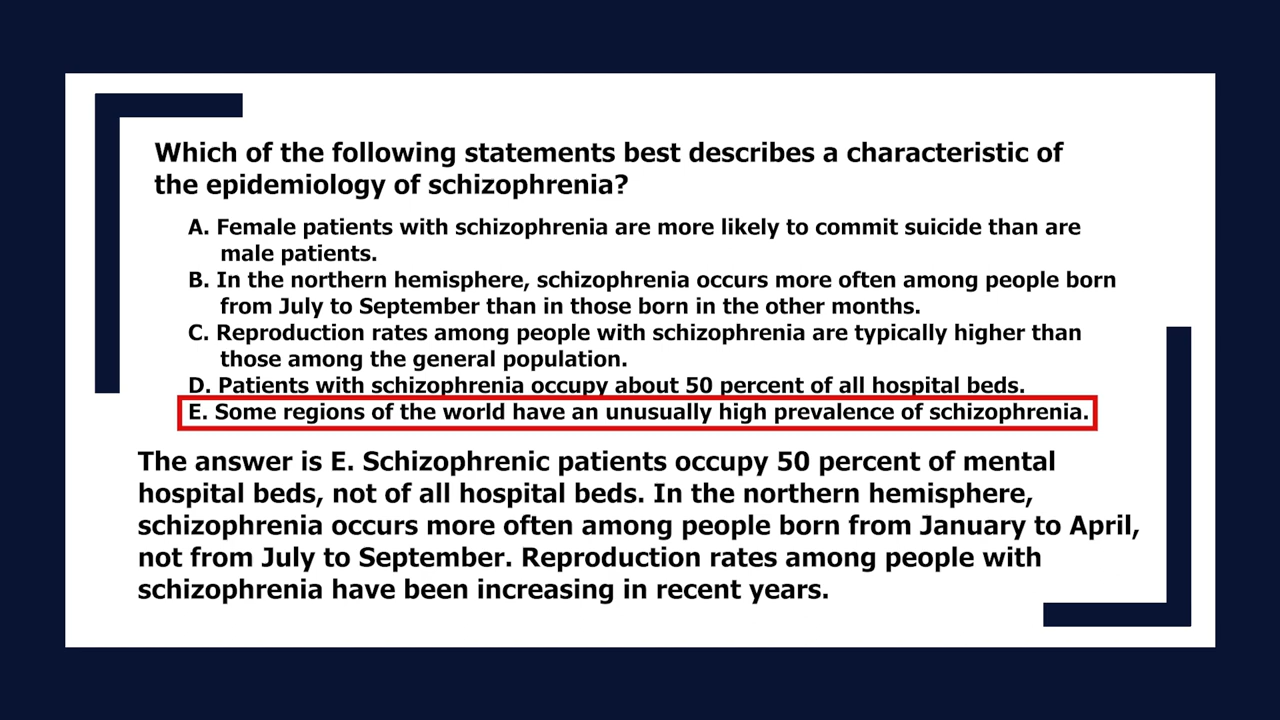 Which of the following statements best describes a characteristic of
the epidemiology of schizophrenia?
A. Female patients with schizophrenia are more likely to commit suicide than are
male patients.
B. In the northern hemisphere, schizophrenia occurs more often among people born
from July to September than in those born in the other months.
C. Reproduction rates among people with schizophrenia are typically higher than
those among the general population.
D. Patients with schizophrenia occupy about 50 percent of all hospital beds.
E. Some regions of the world have an unusually high prevalence of schizophrenia.
The answer is E. Schizophrenic patients occupy 50 percent of mental
hospital beds, not of all hospital beds. In the northern hemisphere,
schizophrenia occurs more often among people born from January to April,
not from July to September. Reproduction rates among people with
schizophrenia have been increasing in recent years.